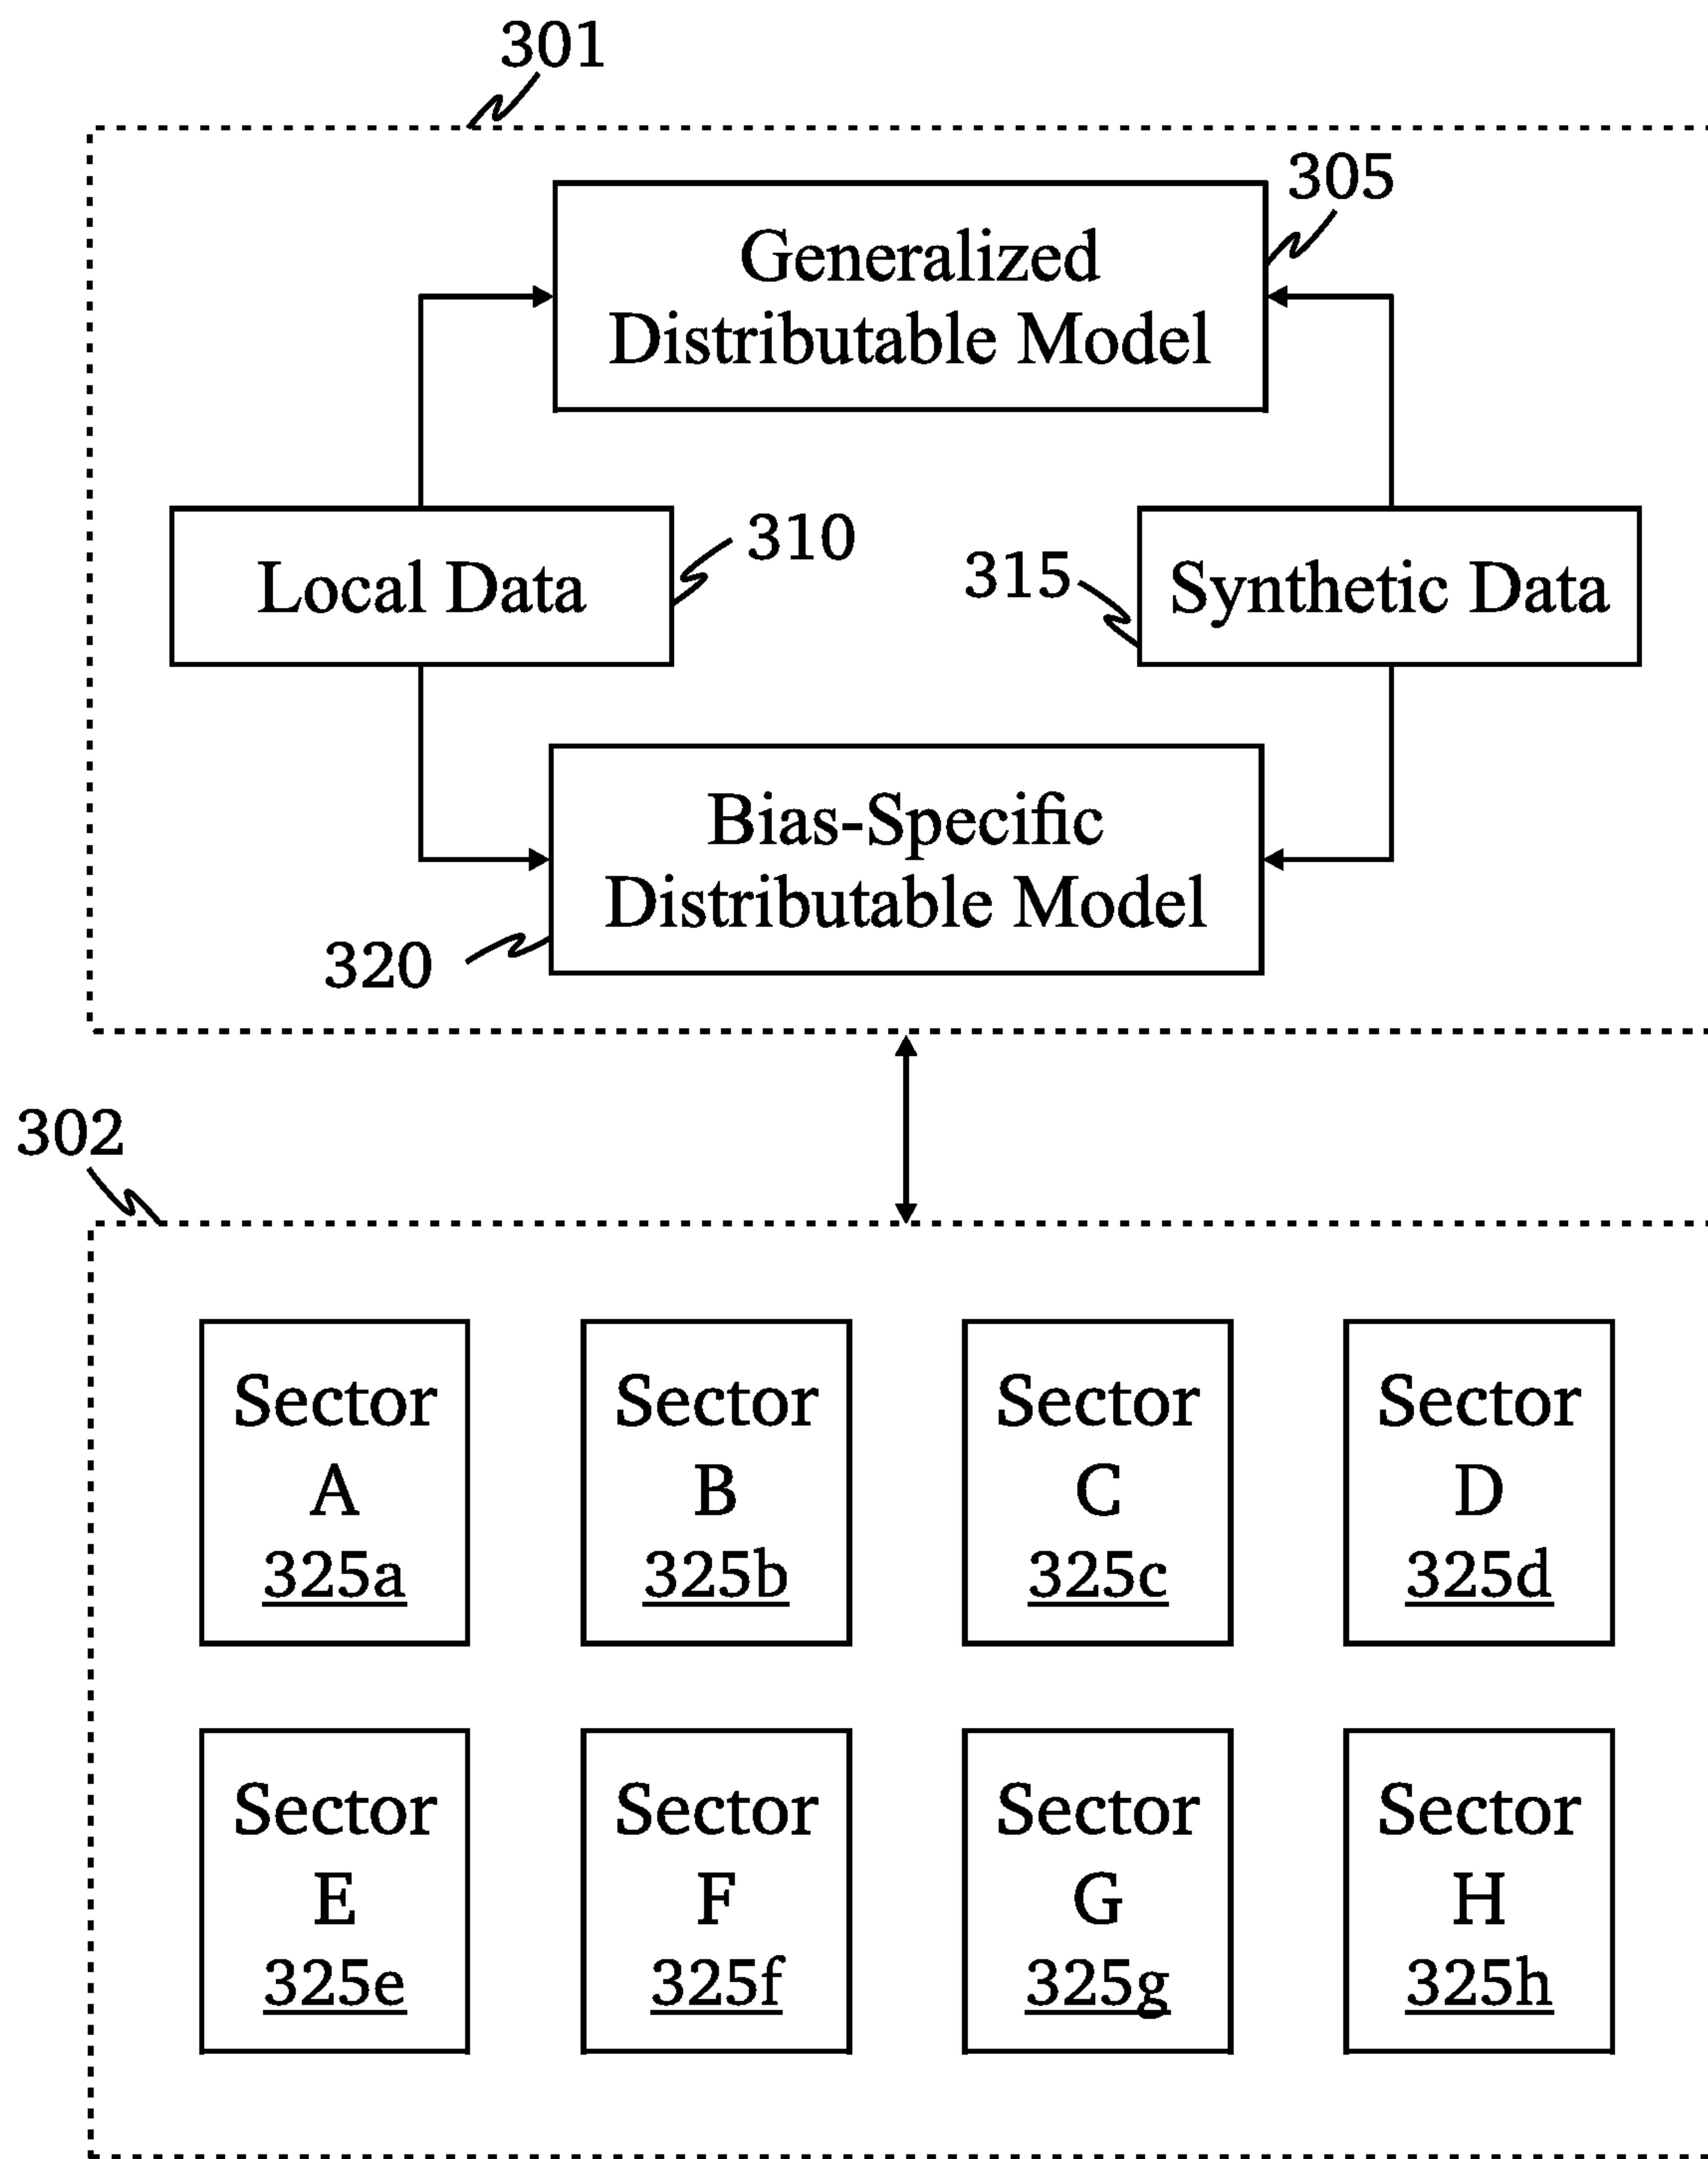 301
305
Generalized
Distributable Model
310
315
Local Data
Synthetic Data
Bias-Specific
Distributable Model
320
302
Sector
A
325a
Sector
B
325b
Sector
C
325c
Sector
D
325d
Sector
E
325e
Sector
F
325f
Sector
G
325g
Sector
H
325h